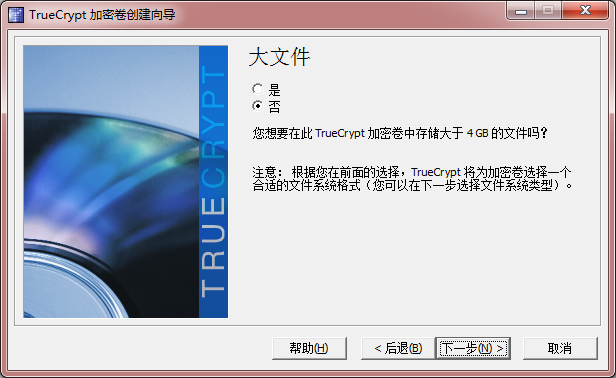 TrueCrypt 加密卷创建向导
TRUECRYPT
大文件
是
否
您想要在此 TrueCrypt 加密卷中存储大于 4 GB 的文件吗？
注意： 根据您在前面的选择，TrueCrypt 将为加密卷选择一个
合适的文件系统格式（您可以在下一步选择文件系统类型）。
帮助(H)
< 后退(B)
下一步(N) >
取消